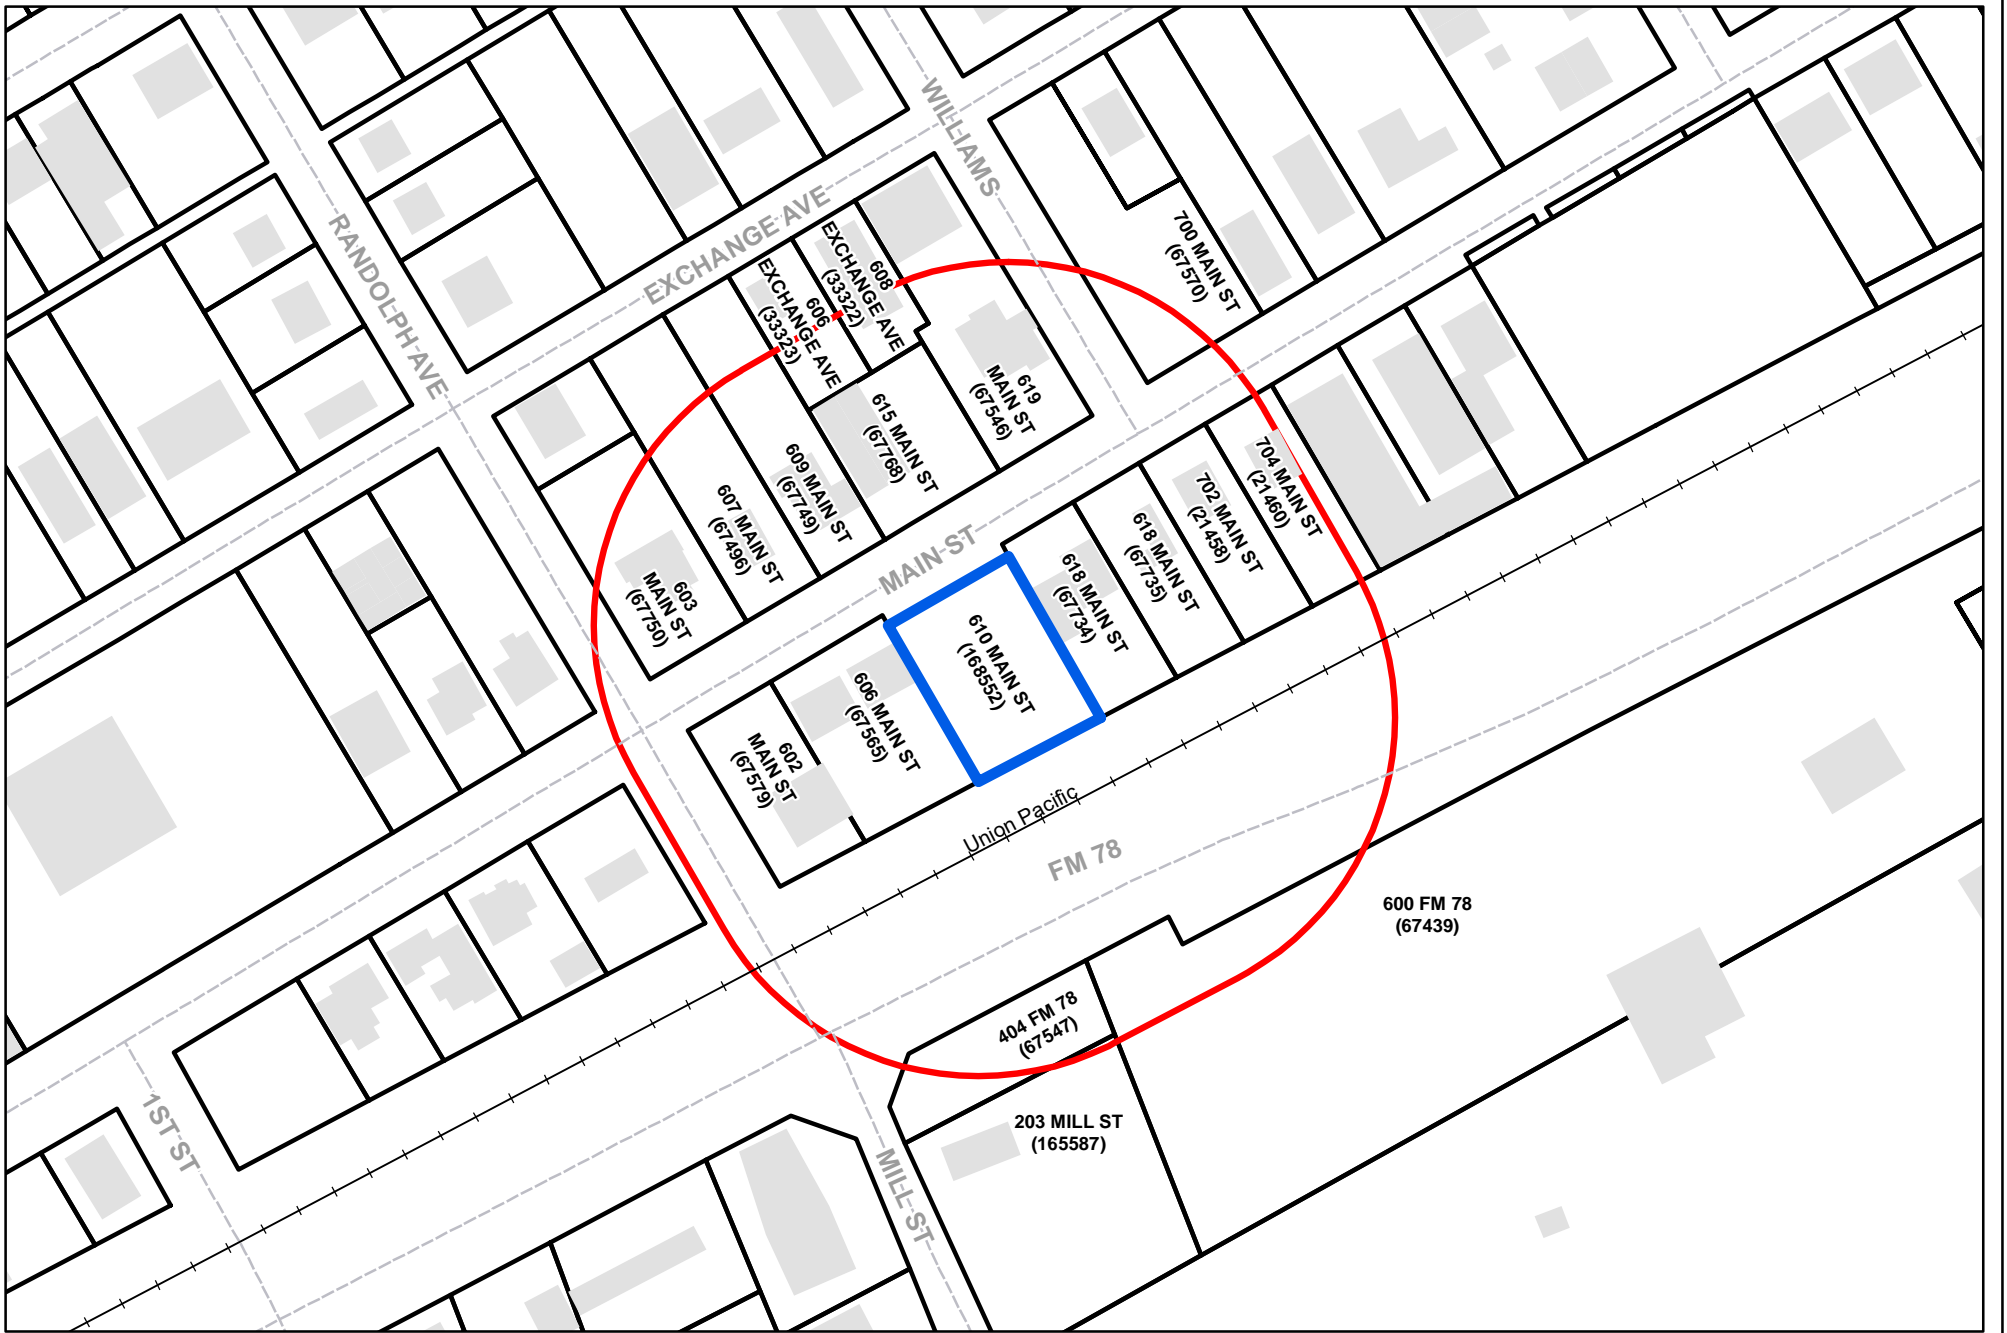 WILLIAMS
RANDOLPH AVE
EXCHANGE AVE
700 MAIN ST
(67570)
608
EXCHANGE AVE
(33322)
606
EXCHANGE AVE
(33323)
619
MAIN ST
(67546)
615 MAIN ST
(67768)
609 MAIN ST
(67749)
607 MAIN ST
(67496)
603
MAIN ST
(67750)
704 MAIN ST
(21460)
702 MAIN ST
(21458)
618 MAIN ST
(67735)
618 MAIN ST
(67734)
MAIN ST
610 MAIN ST
(168552)
606 MAIN ST
(67565)
602
MAIN ST
(67579)
Union Pacific
FM 78
600 FM 78
(67439)
404 FM 78
(67547)
203 MILL ST
(165587)
1ST ST
MILL ST